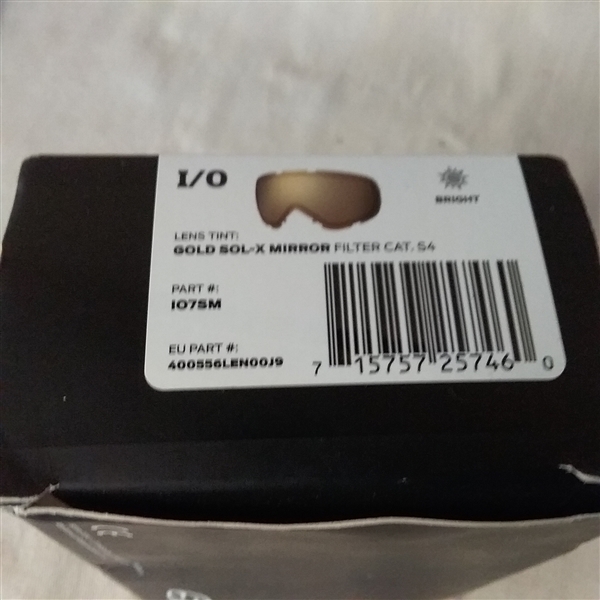 I/O
BRIGHT
LENS TINT:
GOLD SOL-X MIRROR FILTER CAT. S4
PART #:
IO7SM
EU PART #:
400556LEN00J9
7 15757 25746 0